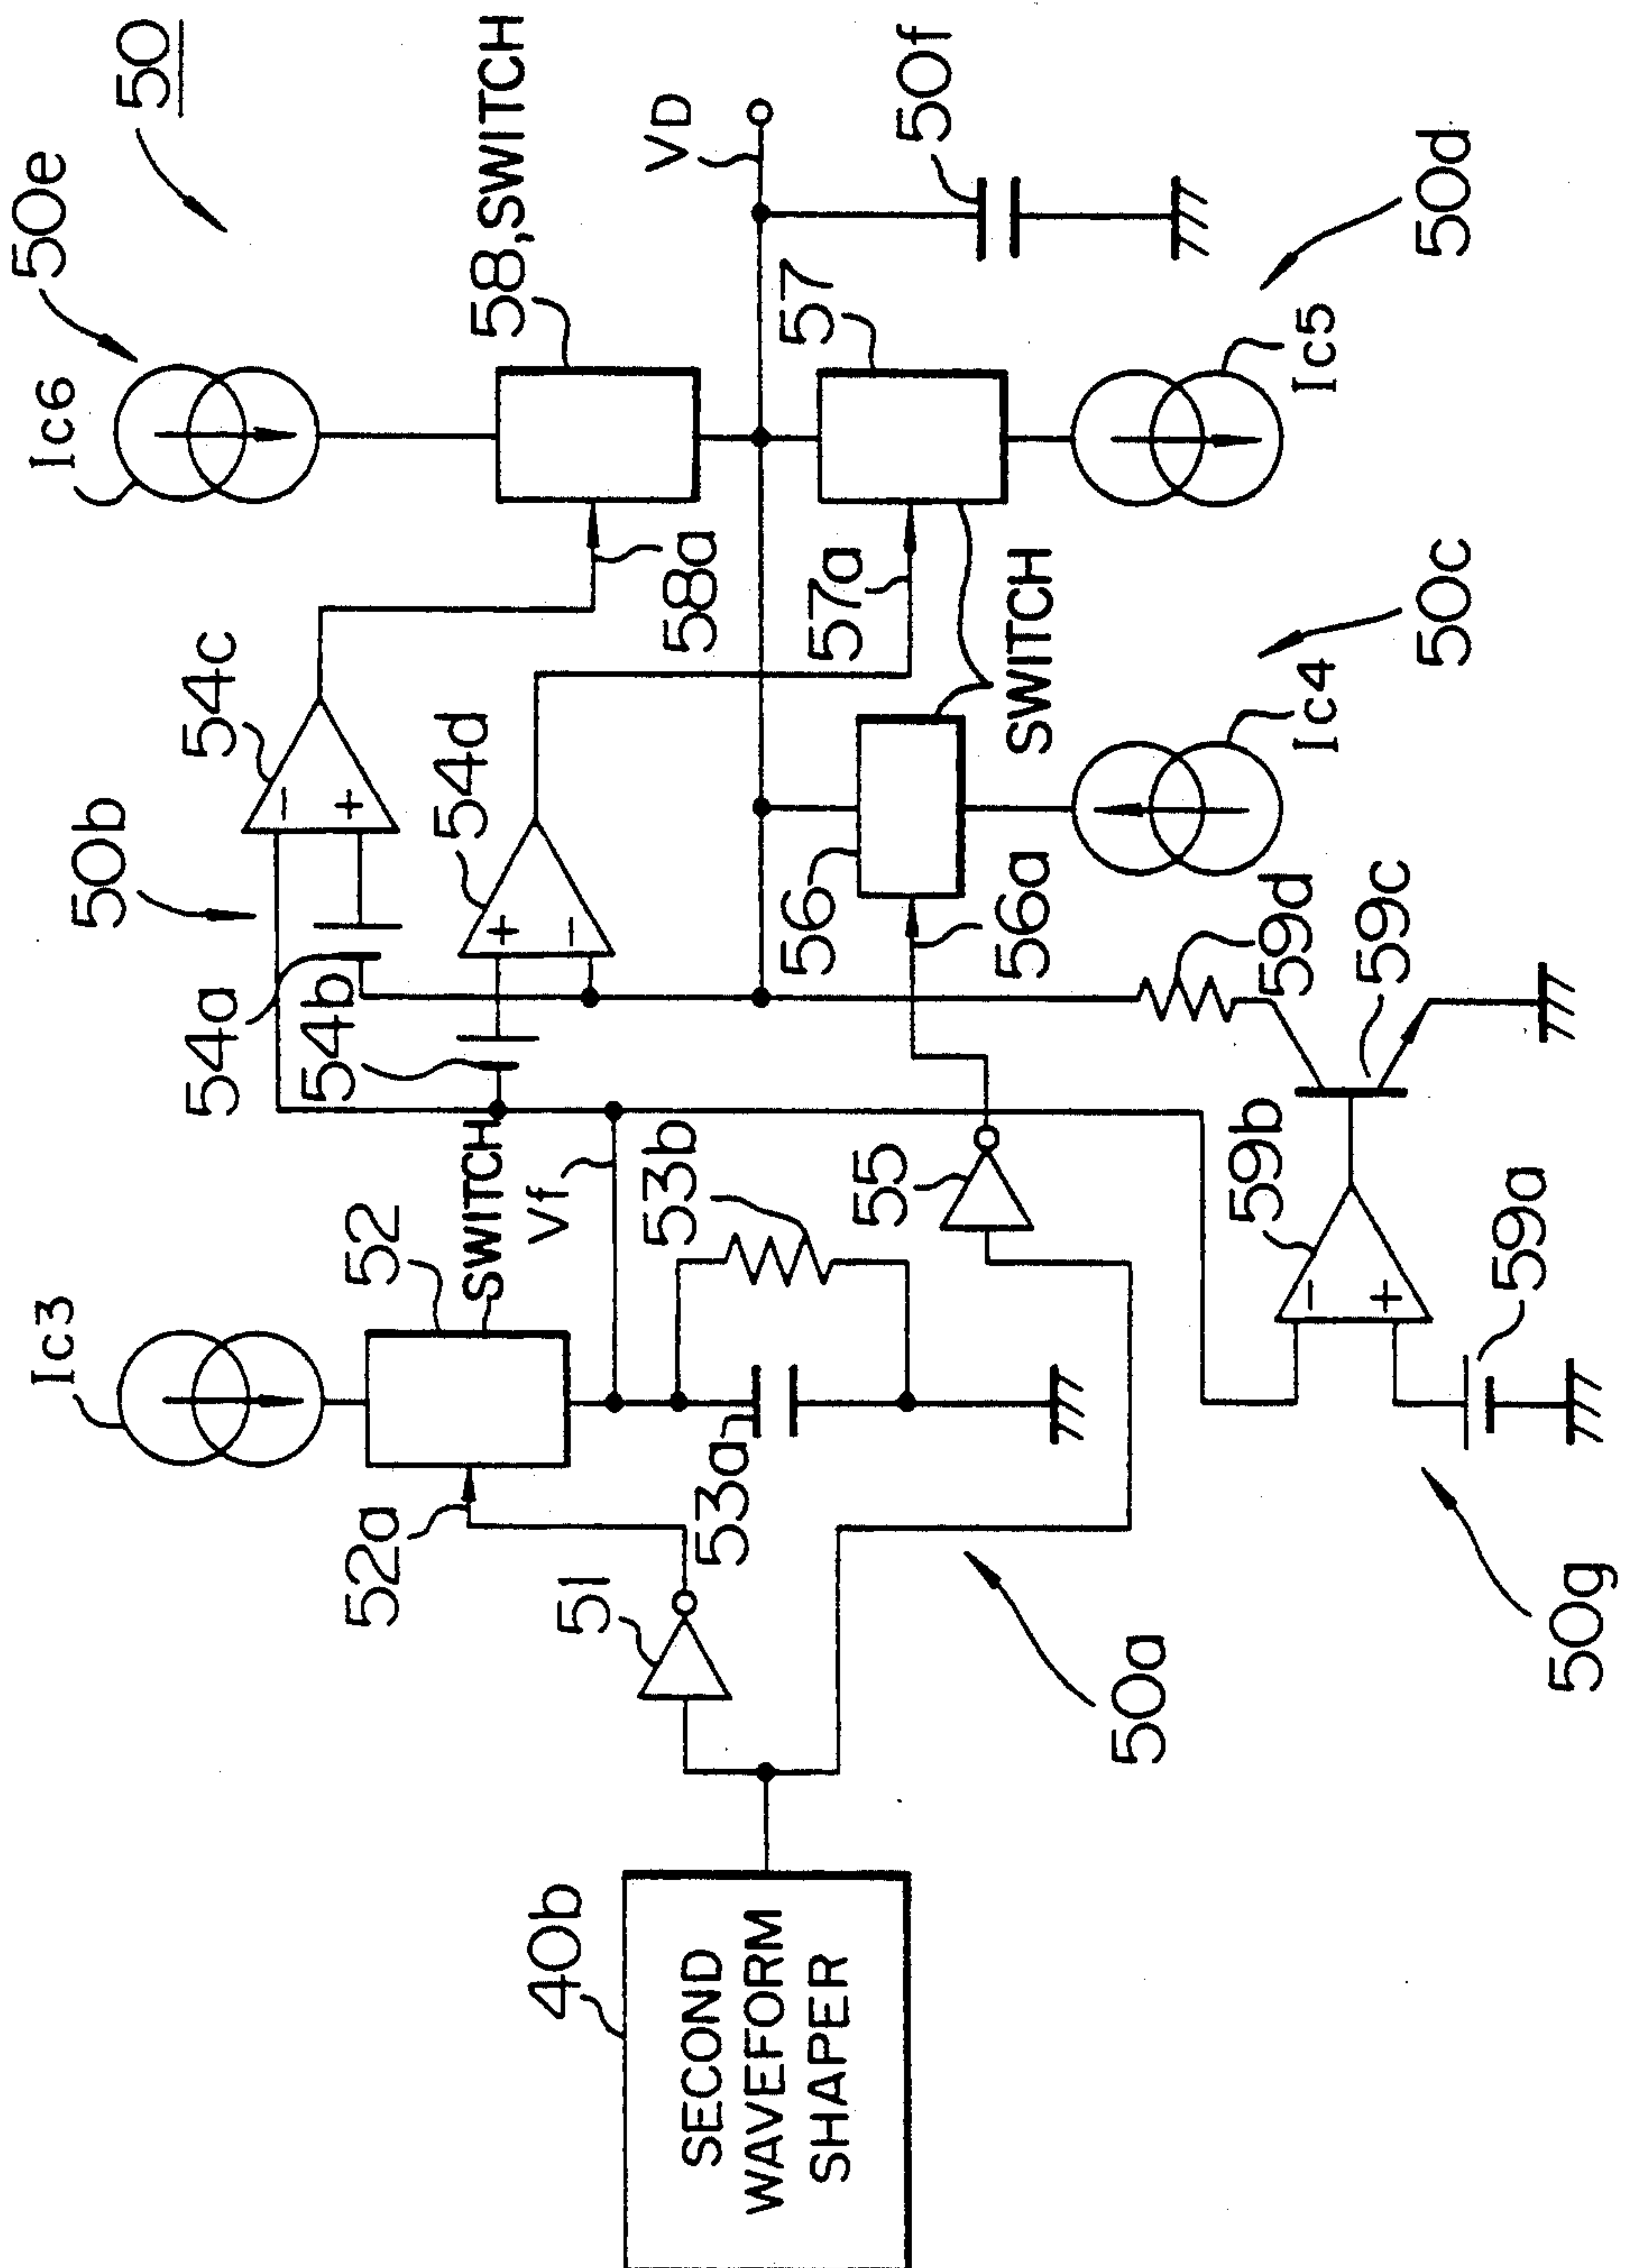 50
50e
Ic6
58, SWITCH
58a
VD
50f
57
57a
SWITCH
Ic5
50d
50c
Ic4
50b
54c
54d
54a
54b
56
56a
59d
59c
59b
59a
50g
Ic3
52
SWITCH
Vf
52a
53b
53a
55
51
50a
40b
SECOND
WAVEFORM
SHAPER
−
+
+
−
−
+